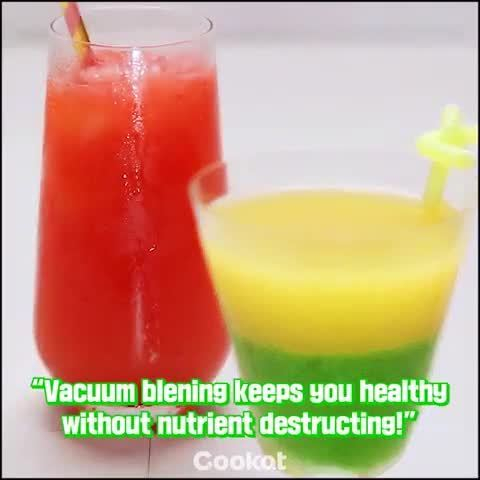 “Vacuum blening keeps you healthy
without nutrient destructing!”
Cookat